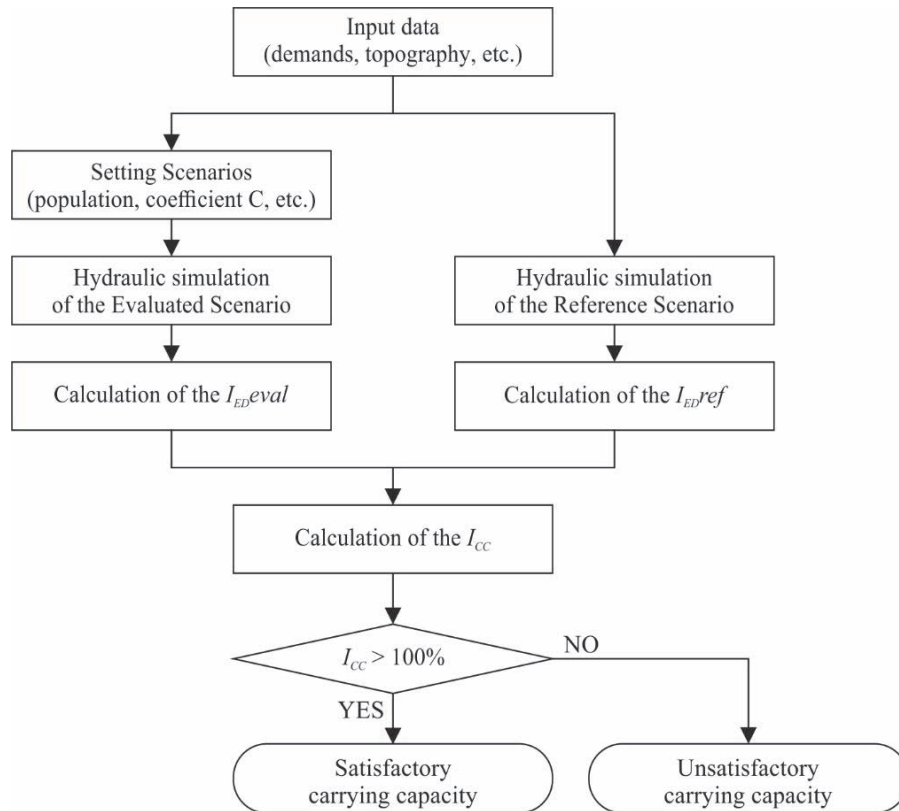 Input data
(demands, topography, etc.)
Setting Scenarios
(population, coefficient C, etc.)
Hydraulic simulation
of the Evaluated Scenario
Hydraulic simulation
of the Reference Scenario
Calculation of the I_ED eval
Calculation of the I_ED ref
Calculation of the I_CC
I_CC > 100%
NO
YES
Satisfactory
carrying capacity
Unsatisfactory
carrying capacity